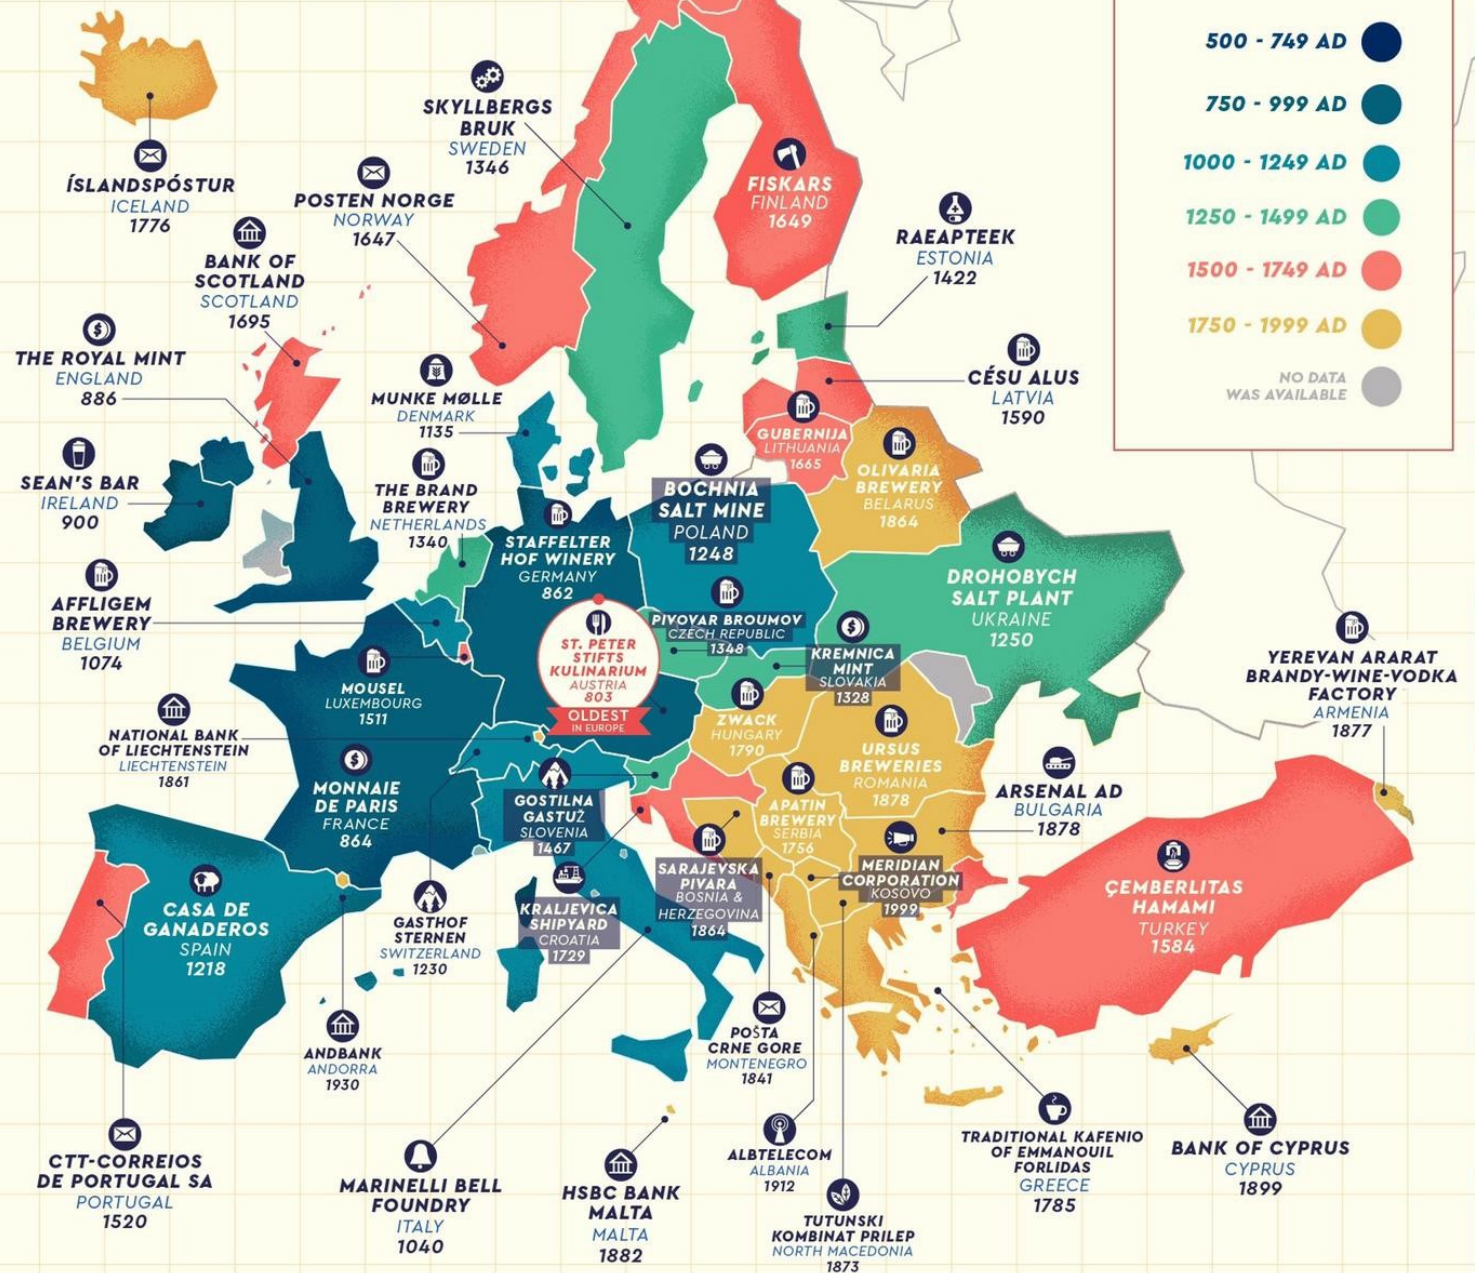 500 - 749 AD
750 - 999 AD
1000 - 1249 AD
1250 - 1499 AD
1500 - 1749 AD
1750 - 1999 AD
NO DATA
WAS AVAILABLE
ÍSLANDSPÓSTUR
ICELAND
1776
SKYLLBERGS
BRUK
SWEDEN
1346
POSTEN NORGE
NORWAY
1647
FISKARS
FINLAND
1649
RAEAPTEEK
ESTONIA
1422
BANK OF
SCOTLAND
SCOTLAND
1695
THE ROYAL MINT
ENGLAND
886
MUNKE MØLLE
DENMARK
1135
CÉSU ALUS
LATVIA
1590
GUBERNIJA
LITHUANIA
1665
SEAN'S BAR
IRELAND
900
THE BRAND
BREWERY
NETHERLANDS
1340
BOCHNIA
SALT MINE
POLAND
1248
OLIVARIA
BREWERY
BELARUS
1864
STAFFELTER
HOF WINERY
GERMANY
862
DROHOBYCH
SALT PLANT
UKRAINE
1250
AFFLIGEM
BREWERY
BELGIUM
1074
PIVOVAR BROUMOV
CZECH REPUBLIC
1348
ST. PETER
STIFTS
KULINARIUM
AUSTRIA
803
OLDEST
IN EUROPE
KREMNICA
MINT
SLOVAKIA
1328
YEREVAN ARARAT
BRANDY-WINE-VODKA
FACTORY
ARMENIA
1877
MOUSEL
LUXEMBOURG
1511
NATIONAL BANK
OF LIECHTENSTEIN
LIECHTENSTEIN
1861
ZWACK
HUNGARY
1790
URSUS
BREWERIES
ROMANIA
1878
MONNAIE
DE PARIS
FRANCE
864
GOSTILNA
GASTUŽ
SLOVENIA
1467
APATIN
BREWERY
SERBIA
1756
ARSENAL AD
BULGARIA
1878
CASA DE
GANADEROS
SPAIN
1218
GASTHOF
STERNEN
SWITZERLAND
1230
KRALJEVICA
SHIPYARD
CROATIA
1729
SARAJEVSKA
PIVARA
BOSNIA &
HERZEGOVINA
1864
MERIDIAN
CORPORATION
KOSOVO
1999
ÇEMBERLITAS
HAMAMI
TURKEY
1584
ANDBANK
ANDORRA
1930
POŠTA
CRNE GORE
MONTENEGRO
1841
CTT-CORREIOS
DE PORTUGAL SA
PORTUGAL
1520
MARINELLI BELL
FOUNDRY
ITALY
1040
HSBC BANK
MALTA
MALTA
1882
ALBTELECOM
ALBANIA
1912
TUTUNSKI
KOMBINAT PRILEP
NORTH MACEDONIA
1873
TRADITIONAL KAFENIO
OF EMMANOUIL
FORLIDAS
GREECE
1785
BANK OF CYPRUS
CYPRUS
1899